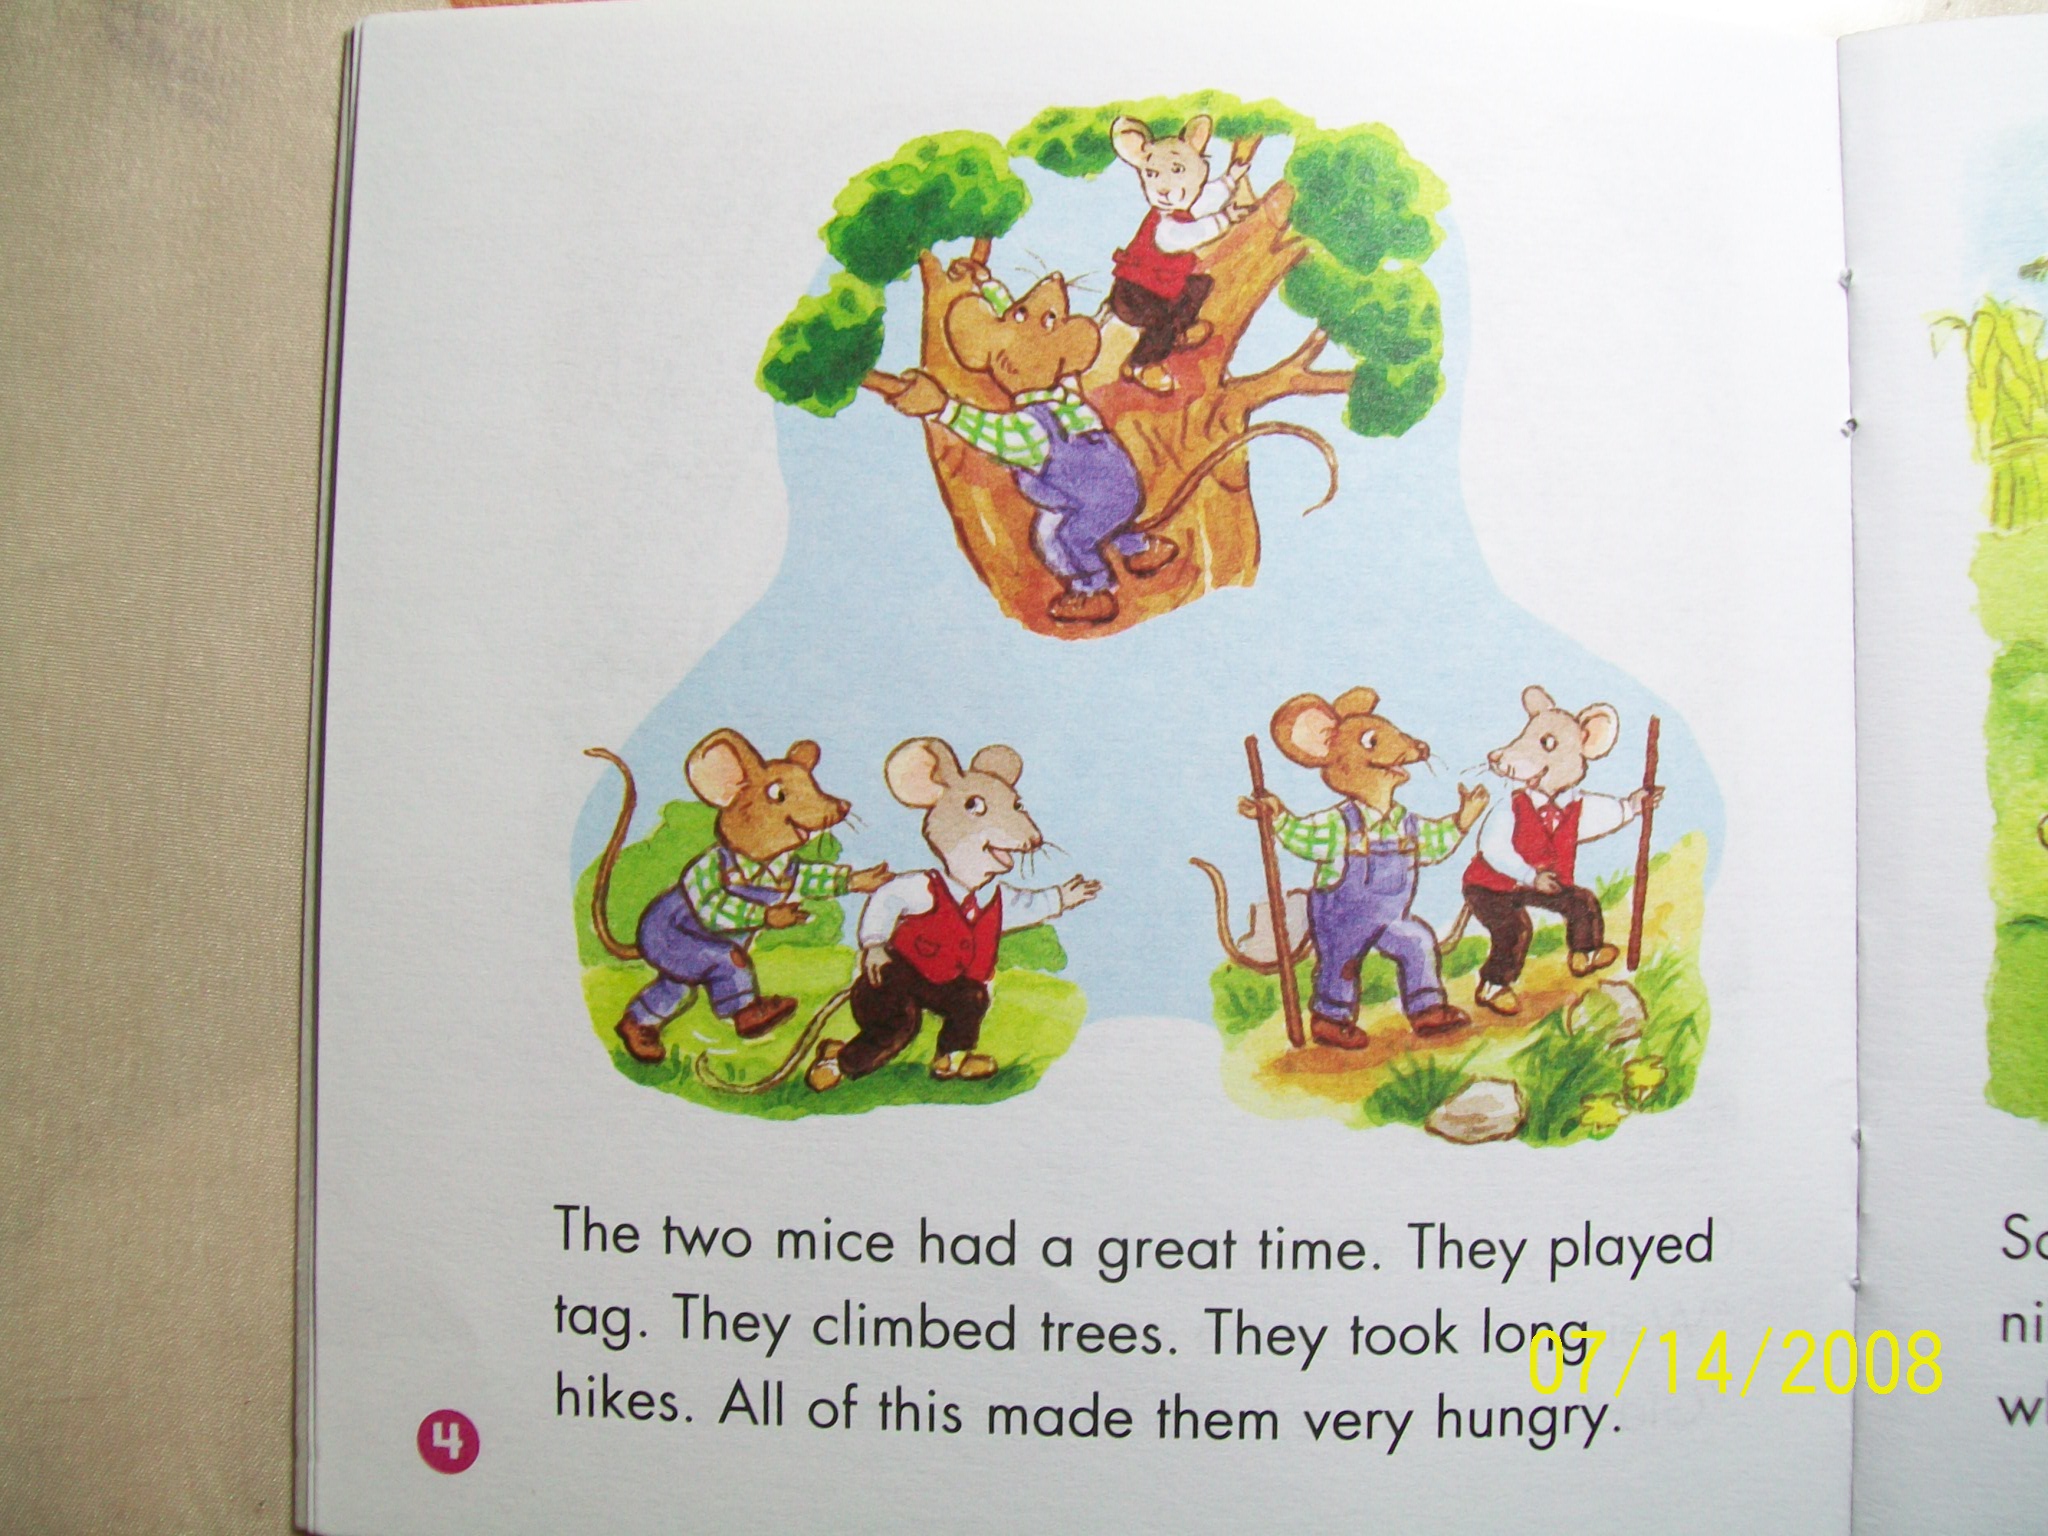 The two mice had a great time. They played
tag. They climbed trees. They took long
hikes. All of this made them very hungry.
4
07/14/2008